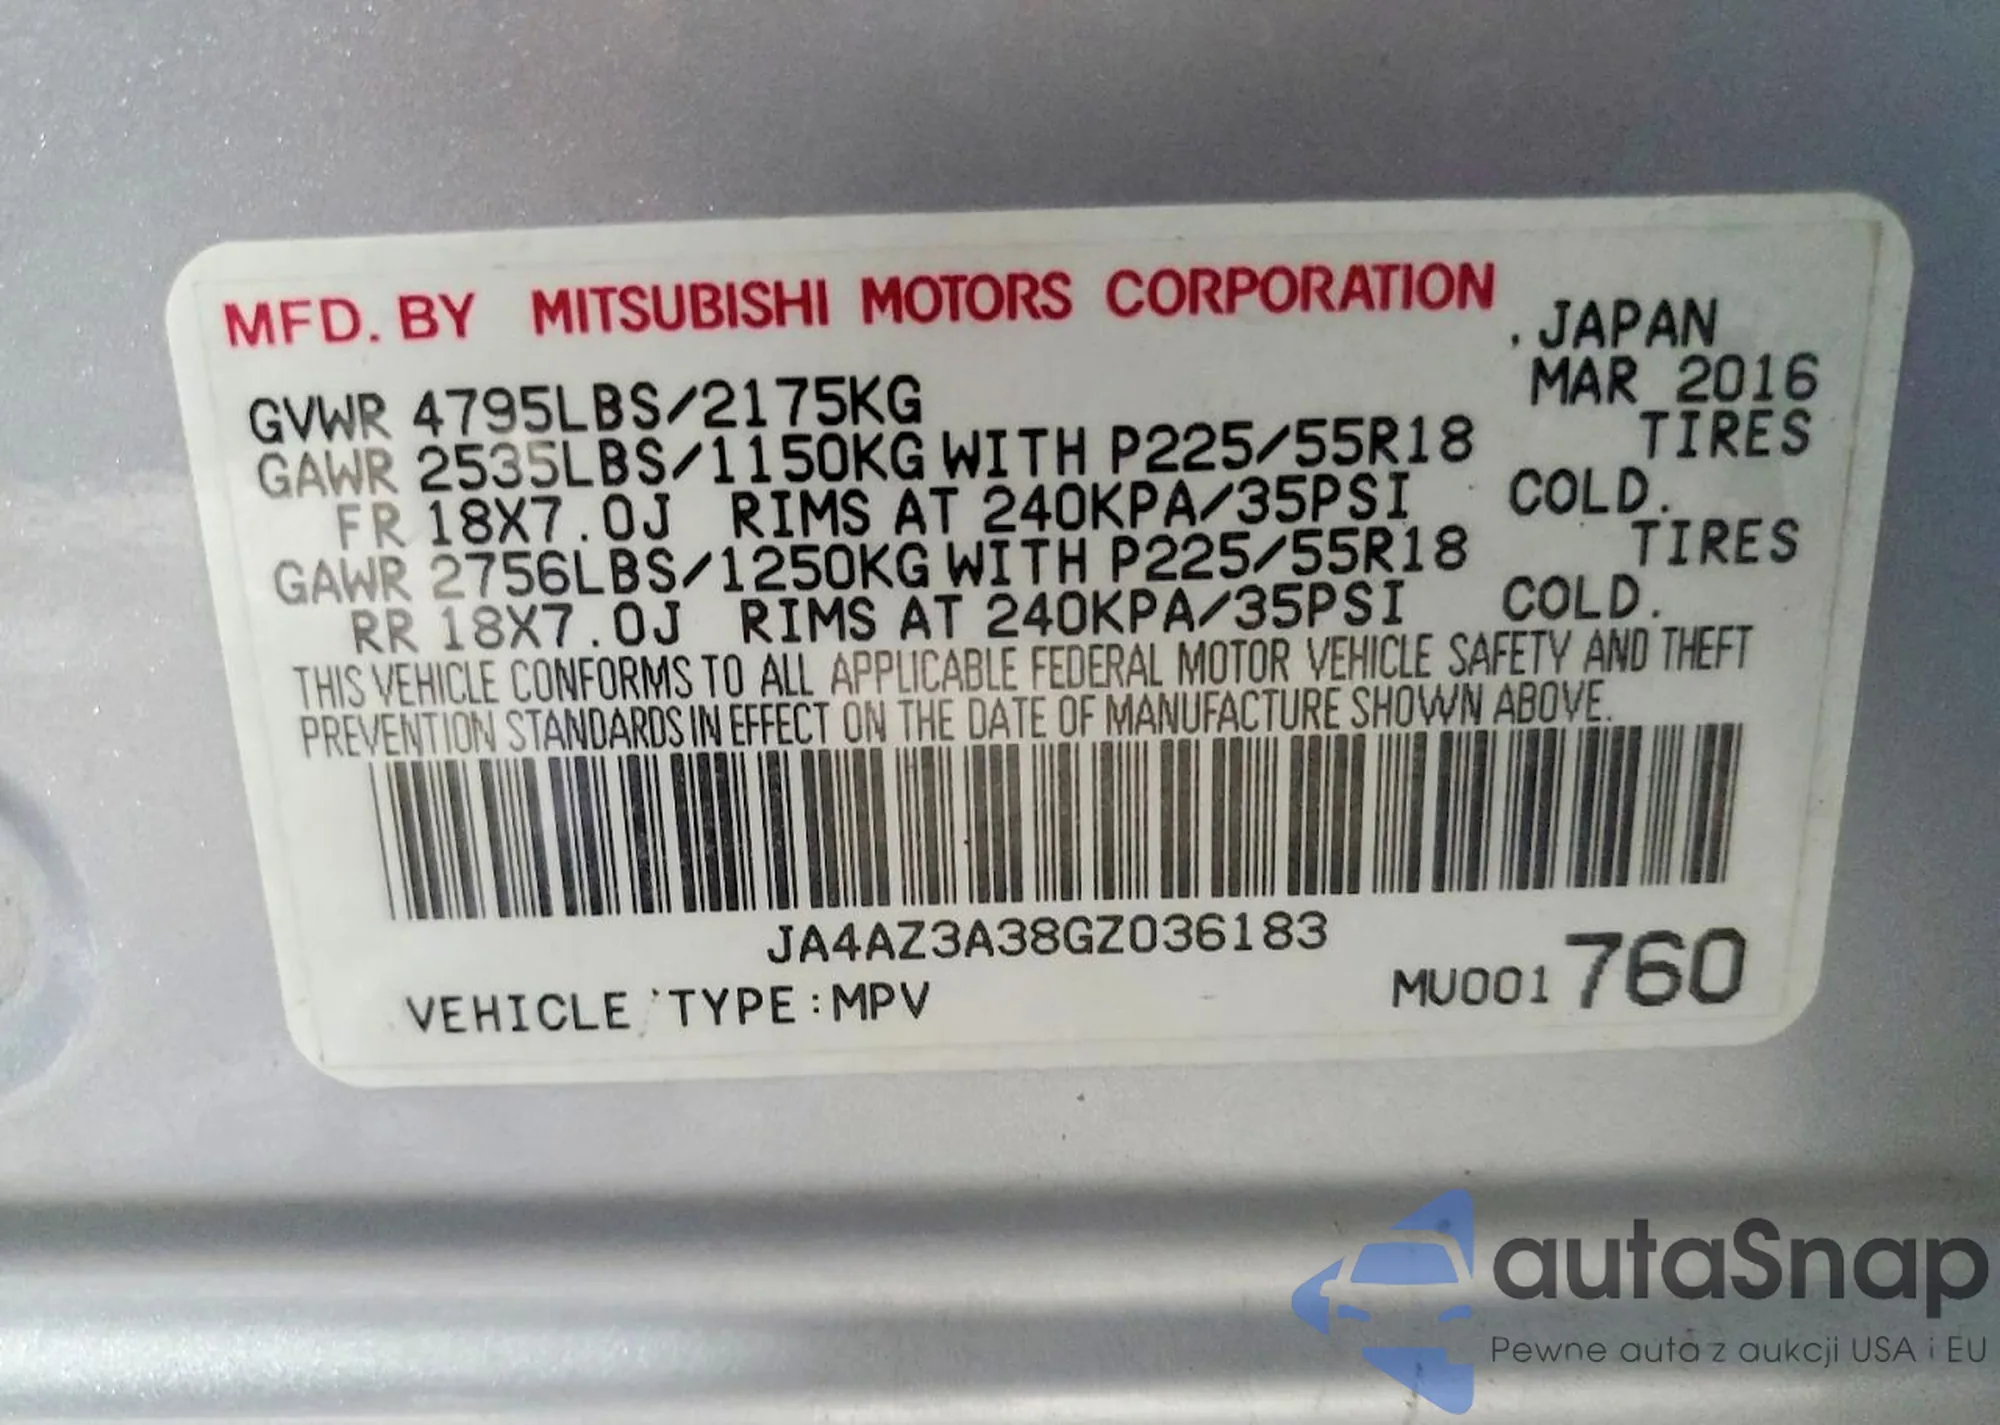 MFD. BY MITSUBISHI MOTORS CORPORATION
, JAPAN
MAR 2016
GVWR 4795LBS/2175KG
GAWR 2535LBS/1150KG WITH P225/55R18 TIRES
FR 18X7.0J RIMS AT 240KPA/35PSI COLD.
GAWR 2756LBS/1250KG WITH P225/55R18 TIRES
RR 18X7.0J RIMS AT 240KPA/35PSI COLD.
THIS VEHICLE CONFORMS TO ALL APPLICABLE FEDERAL MOTOR VEHICLE SAFETY AND THEFT
PREVENTION STANDARDS IN EFFECT ON THE DATE OF MANUFACTURE SHOWN ABOVE.
JA4AZ3A38GZ036183
VEHICLE TYPE:MPV
MU001 760
autaSnap
Pewne auta z aukcji USA i EU